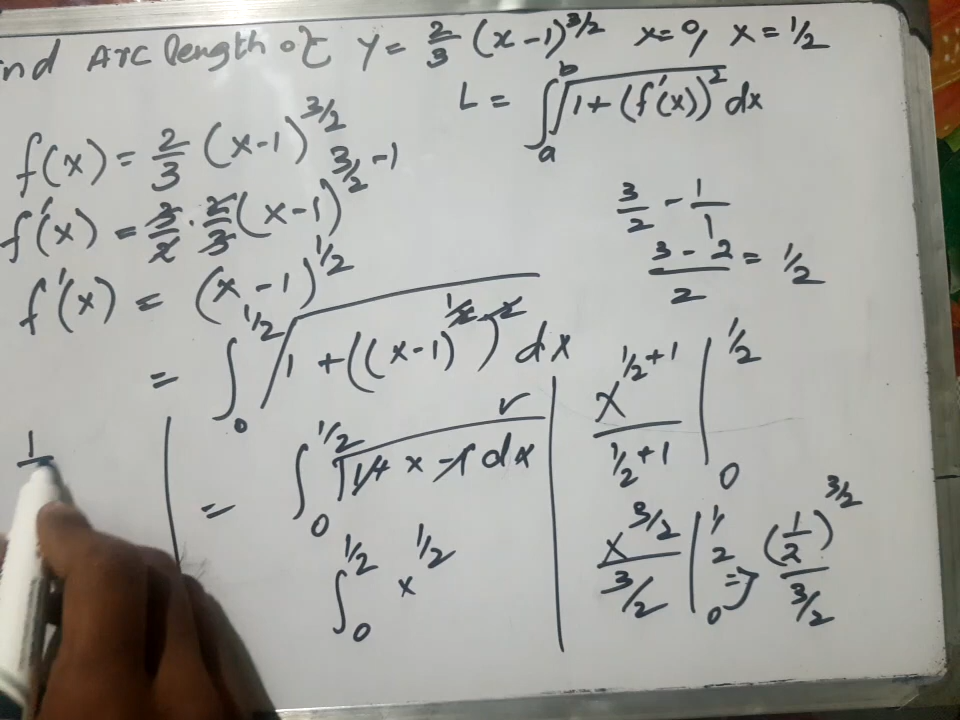 ind Arc length of y = 2/3 (x-1)^3/2 x=0, x=1/2
L = ∫_a^b √(1+(f'(x))^2) dx
f(x) = 2/3 (x-1)^3/2
f'(x) = 3/2 · 2/3 (x-1)^3/2-1
3/2 - 1/1
f'(x) = (x-1)^1/2
3-2/2 = 1/2
= ∫_0^1/2 √(1+((x-1)^1/2)^2) dx
= ∫_0^1/2 √(1+x-1) dx
∫_0^1/2 x^1/2
x^1/2+1 / 1/2+1 |_0^1/2
x^3/2 / 3/2 |_0^1/2 => (1/2)^3/2 / 3/2
1